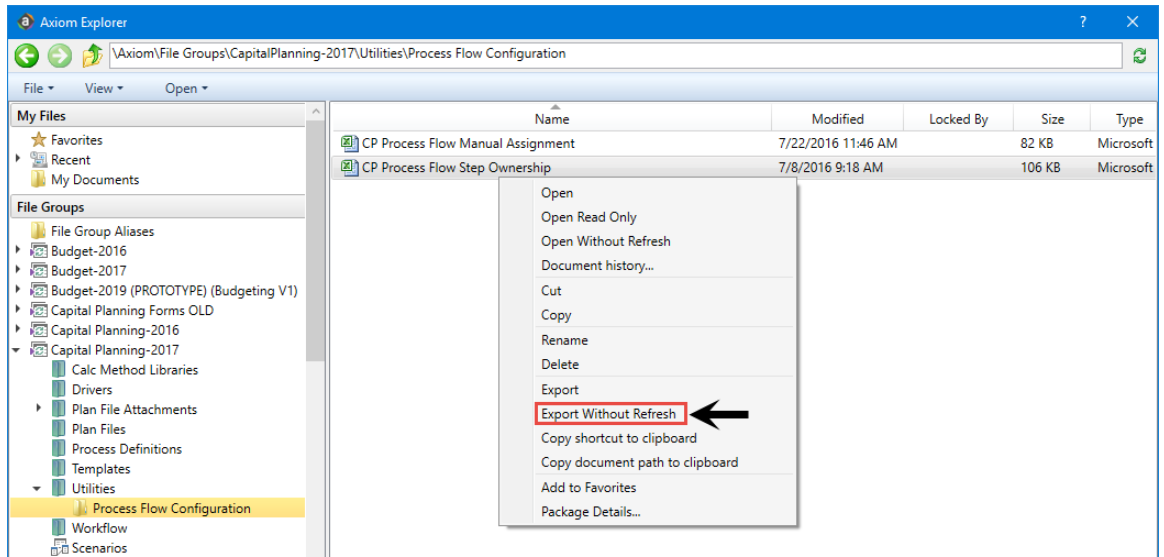 Axiom Explorer
?
\Axiom\File Groups\CapitalPlanning-2017\Utilities\Process Flow Configuration
File View Open
My Files
Favorites
Recent
My Documents
File Groups
File Group Aliases
Budget-2016
Budget-2017
Budget-2019 (PROTOTYPE) (Budgeting V1)
Capital Planning Forms OLD
Capital Planning-2016
Capital Planning-2017
Calc Method Libraries
Drivers
Plan File Attachments
Plan Files
Process Definitions
Templates
Utilities
Process Flow Configuration
Workflow
Scenarios
Name Modified Locked By Size Type
CP Process Flow Manual Assignment 7/22/2016 11:46 AM 82 KB Microsoft
CP Process Flow Step Ownership 7/8/2016 9:18 AM 106 KB Microsoft
Open
Open Read Only
Open Without Refresh
Document history...
Cut
Copy
Rename
Delete
Export
Export Without Refresh
Copy shortcut to clipboard
Copy document path to clipboard
Add to Favorites
Package Details...